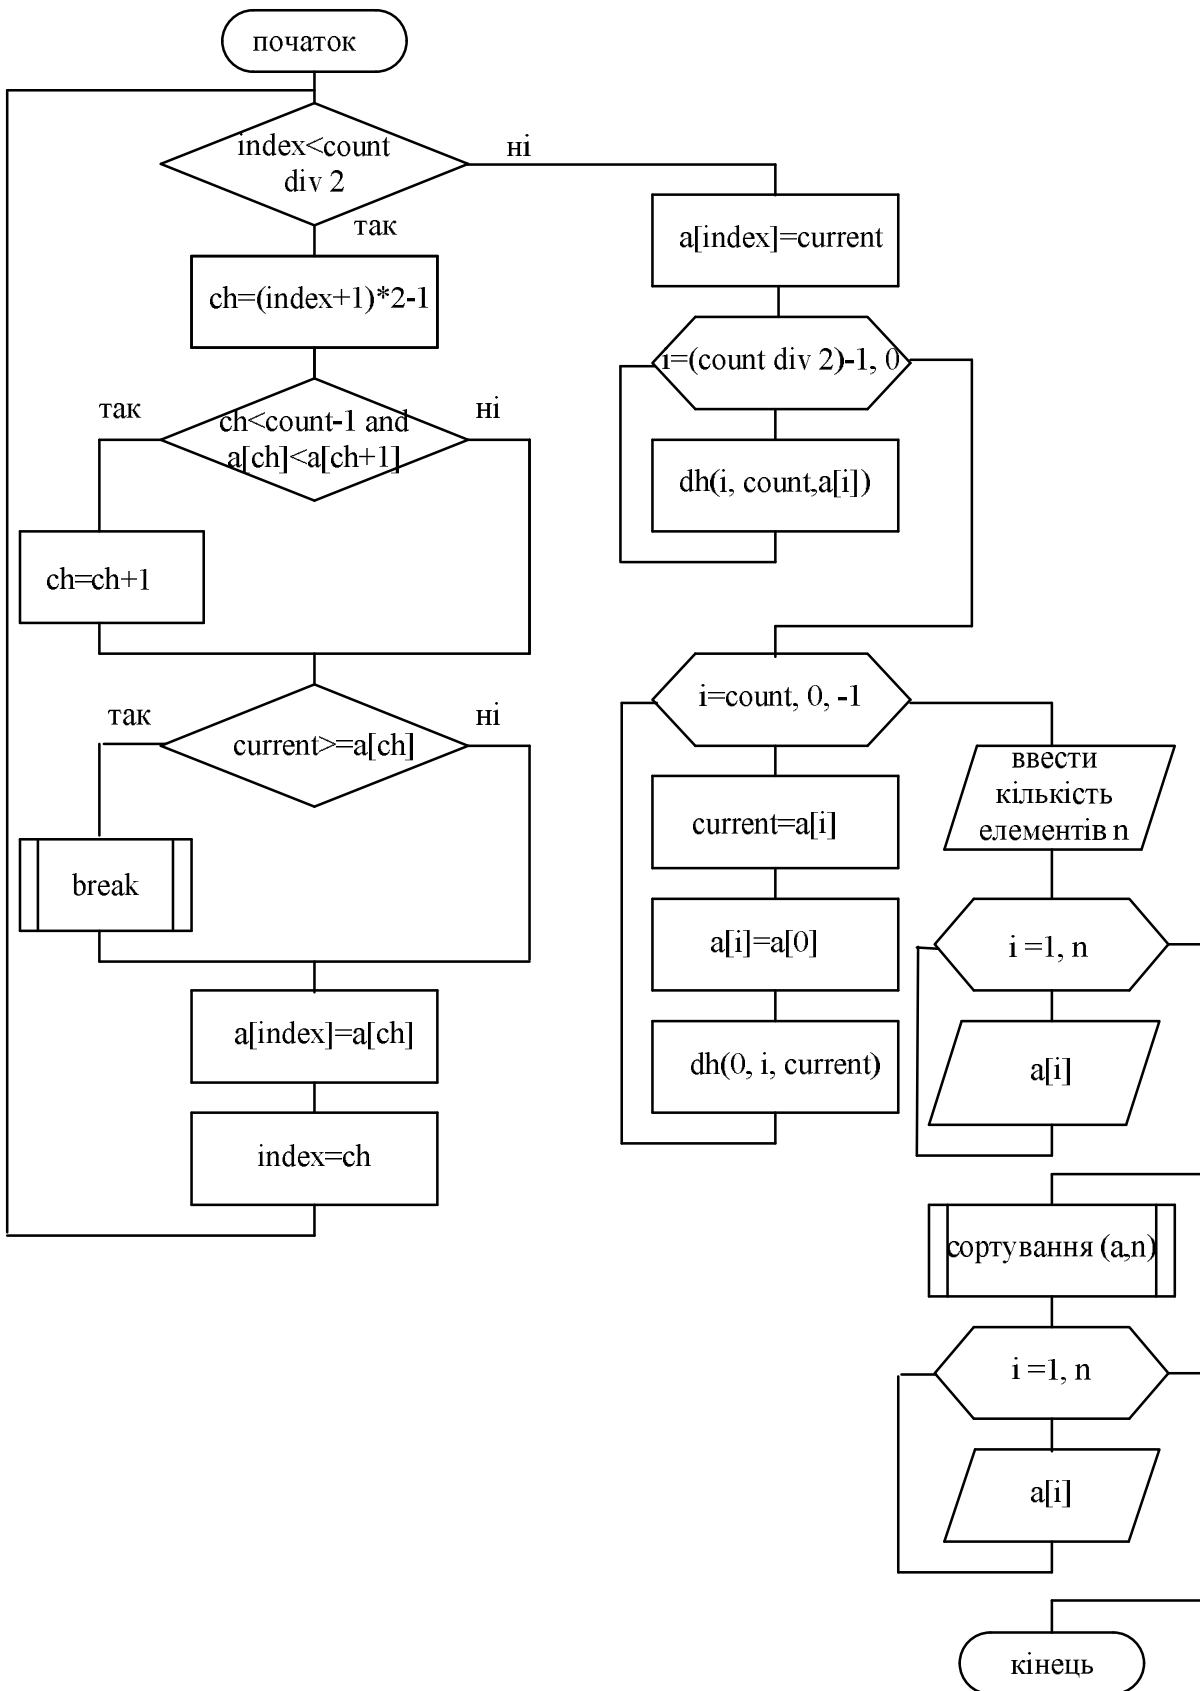 початок
index<count
div 2
ні
так
ch=(index+1)*2-1
так
ch<count-1 and
a[ch]<a[ch+1]
ні
ch=ch+1
так
current>=a[ch]
ні
break
a[index]=a[ch]
index=ch
a[index]=current
i=(count div 2)-1, 0
dh(i, count,a[i])
i=count, 0, -1
current=a[i]
a[i]=a[0]
dh(0, i, current)
ввести
кількість
елементів n
i =1, n
a[i]
сортування (a,n)
i =1, n
a[i]
кінець